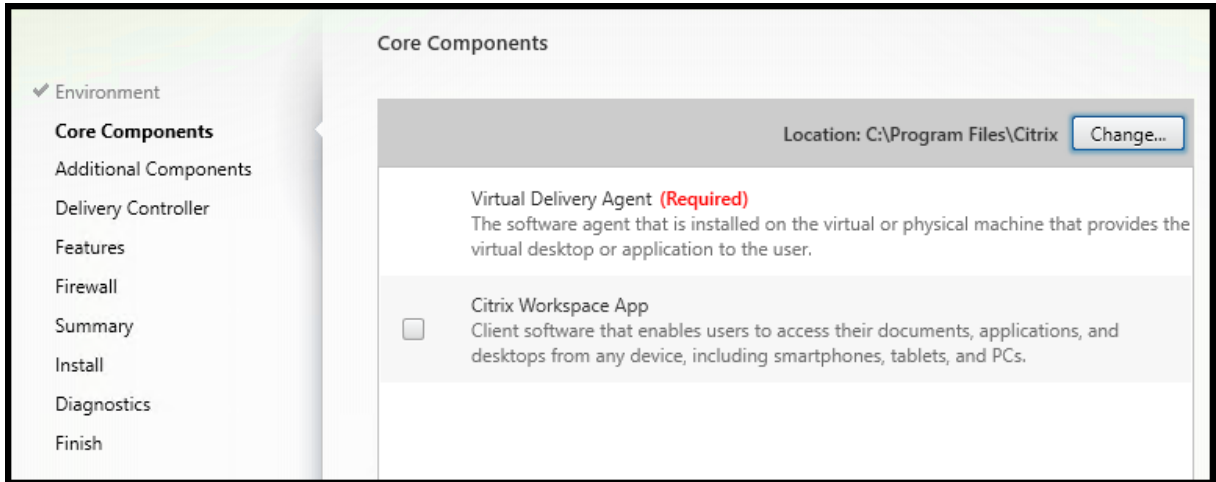 Core Components
Environment
Core Components
Additional Components
Delivery Controller
Features
Firewall
Summary
Install
Diagnostics
Finish
Location: C:\Program Files\Citrix Change...
Virtual Delivery Agent (Required)
The software agent that is installed on the virtual or physical machine that provides the
virtual desktop or application to the user.
Citrix Workspace App
Client software that enables users to access their documents, applications, and
desktops from any device, including smartphones, tablets, and PCs.